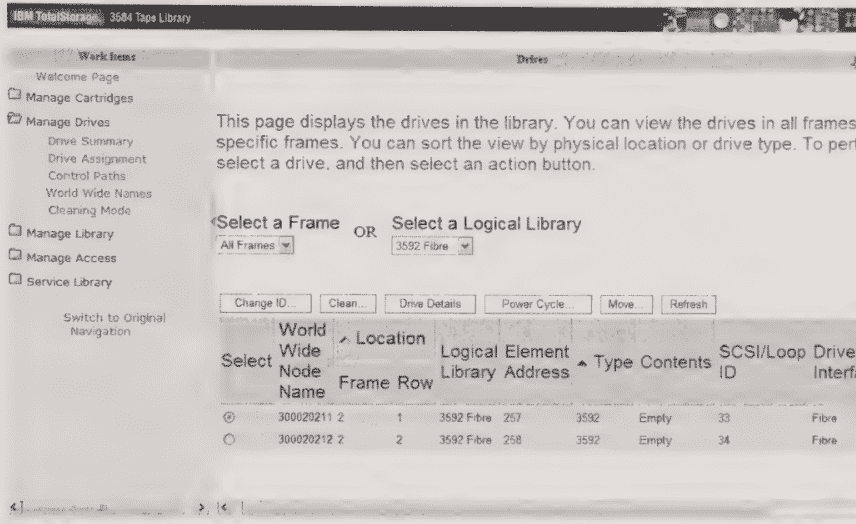 IBM TotalStorage 3584 Tape Library
Work Items
Welcome Page
Manage Cartridges
Manage Drives
Drive Summary
Drive Assignment
Control Paths
World Wide Names
Cleaning Mode
Manage Library
Manage Access
Service Library
Switch to Original
Navigation
Drives
This page displays the drives in the library. You can view the drives in all frames
specific frames. You can sort the view by physical location or drive type. To per
select a drive, and then select an action button.
Select a Frame OR Select a Logical Library
All Frames 3592 Fibre
Change ID... Clean... Drive Details Power Cycle... Move... Refresh
Select World Wide Node Name Location Frame Row Logical Library Element Address Type Contents SCSI/Loop ID Drive Interfa
300020211 2 1 3592 Fibre 257 3592 Empty 33 Fibre
300020212 2 2 3592 Fibre 258 3592 Empty 34 Fibre